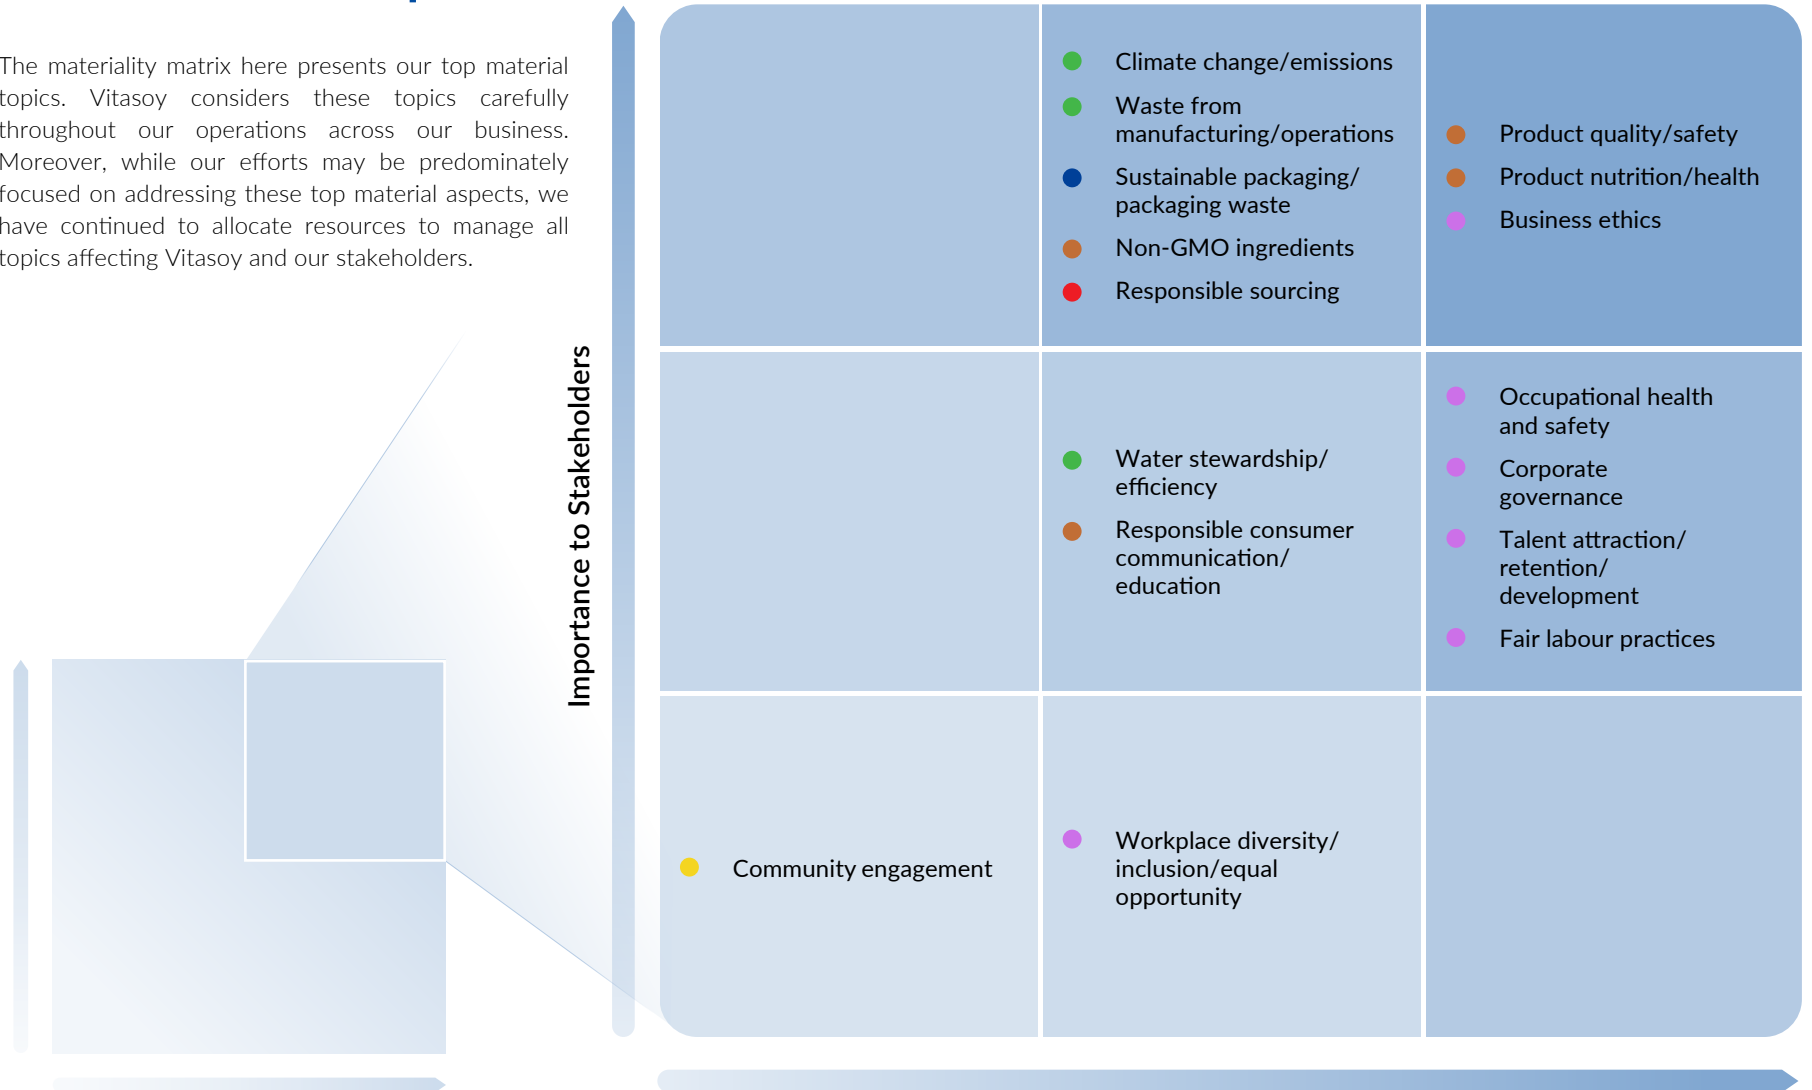 The materiality matrix here presents our top material
topics. Vitasoy considers these topics carefully
throughout our operations across our business.
Moreover, while our efforts may be predominately
focused on addressing these top material aspects, we
have continued to allocate resources to manage all
topics affecting Vitasoy and our stakeholders.
Importance to Stakeholders
Climate change/emissions
Waste from
manufacturing/operations
Sustainable packaging/
packaging waste
Non-GMO ingredients
Responsible sourcing
Product quality/safety
Product nutrition/health
Business ethics
Water stewardship/
efficiency
Responsible consumer
communication/
education
Occupational health
and safety
Corporate
governance
Talent attraction/
retention/
development
Fair labour practices
Community engagement
Workplace diversity/
inclusion/equal
opportunity